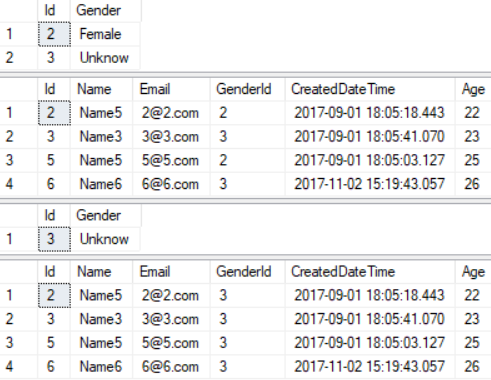 Id Gender
1 2 Female
2 3 Unknow
Id Name Email GenderId CreatedDateTime Age
1 2 Name5 2@2.com 2 2017-09-01 18:05:18.443 22
2 3 Name3 3@3.com 3 2017-09-01 18:05:41.070 23
3 5 Name5 5@5.com 2 2017-09-01 18:05:03.127 25
4 6 Name6 6@6.com 3 2017-11-02 15:19:43.057 26
Id Gender
1 3 Unknow
Id Name Email GenderId CreatedDateTime Age
1 2 Name5 2@2.com 3 2017-09-01 18:05:18.443 22
2 3 Name3 3@3.com 3 2017-09-01 18:05:41.070 23
3 5 Name5 5@5.com 3 2017-09-01 18:05:03.127 25
4 6 Name6 6@6.com 3 2017-11-02 15:19:43.057 26